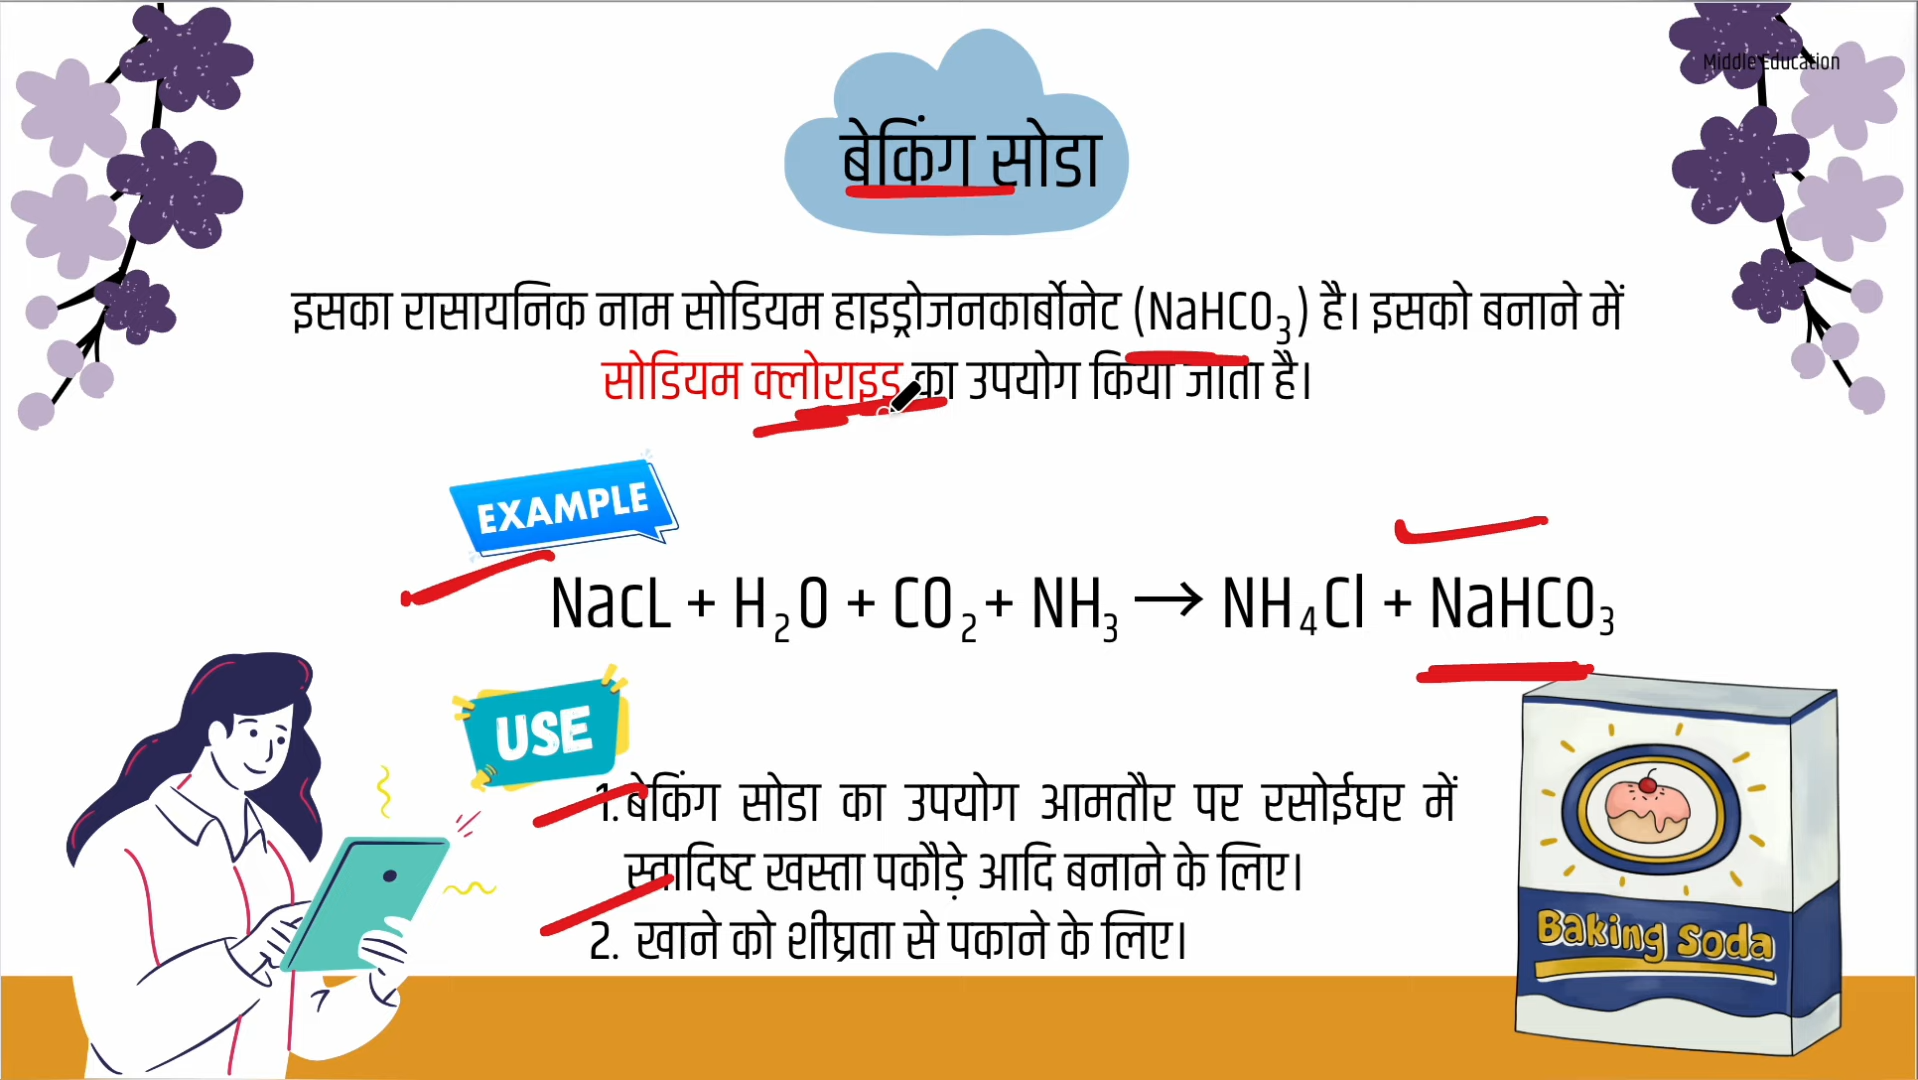 Middle Education
बेकिंग सोडा
इसका रासायनिक नाम सोडियम हाइड्रोजनकार्बोनेट (NaHCO₃) है। इसको बनाने में
सोडियम क्लोराइड का उपयोग किया जाता है।
EXAMPLE
NacL + H₂O + CO₂+ NH₃ → NH₄Cl + NaHCO₃
USE
1. बेकिंग सोडा का उपयोग आमतौर पर रसोईघर में
स्वादिष्ट खस्ता पकौड़े आदि बनाने के लिए।
2. खाने को शीघ्रता से पकाने के लिए।
Baking Soda